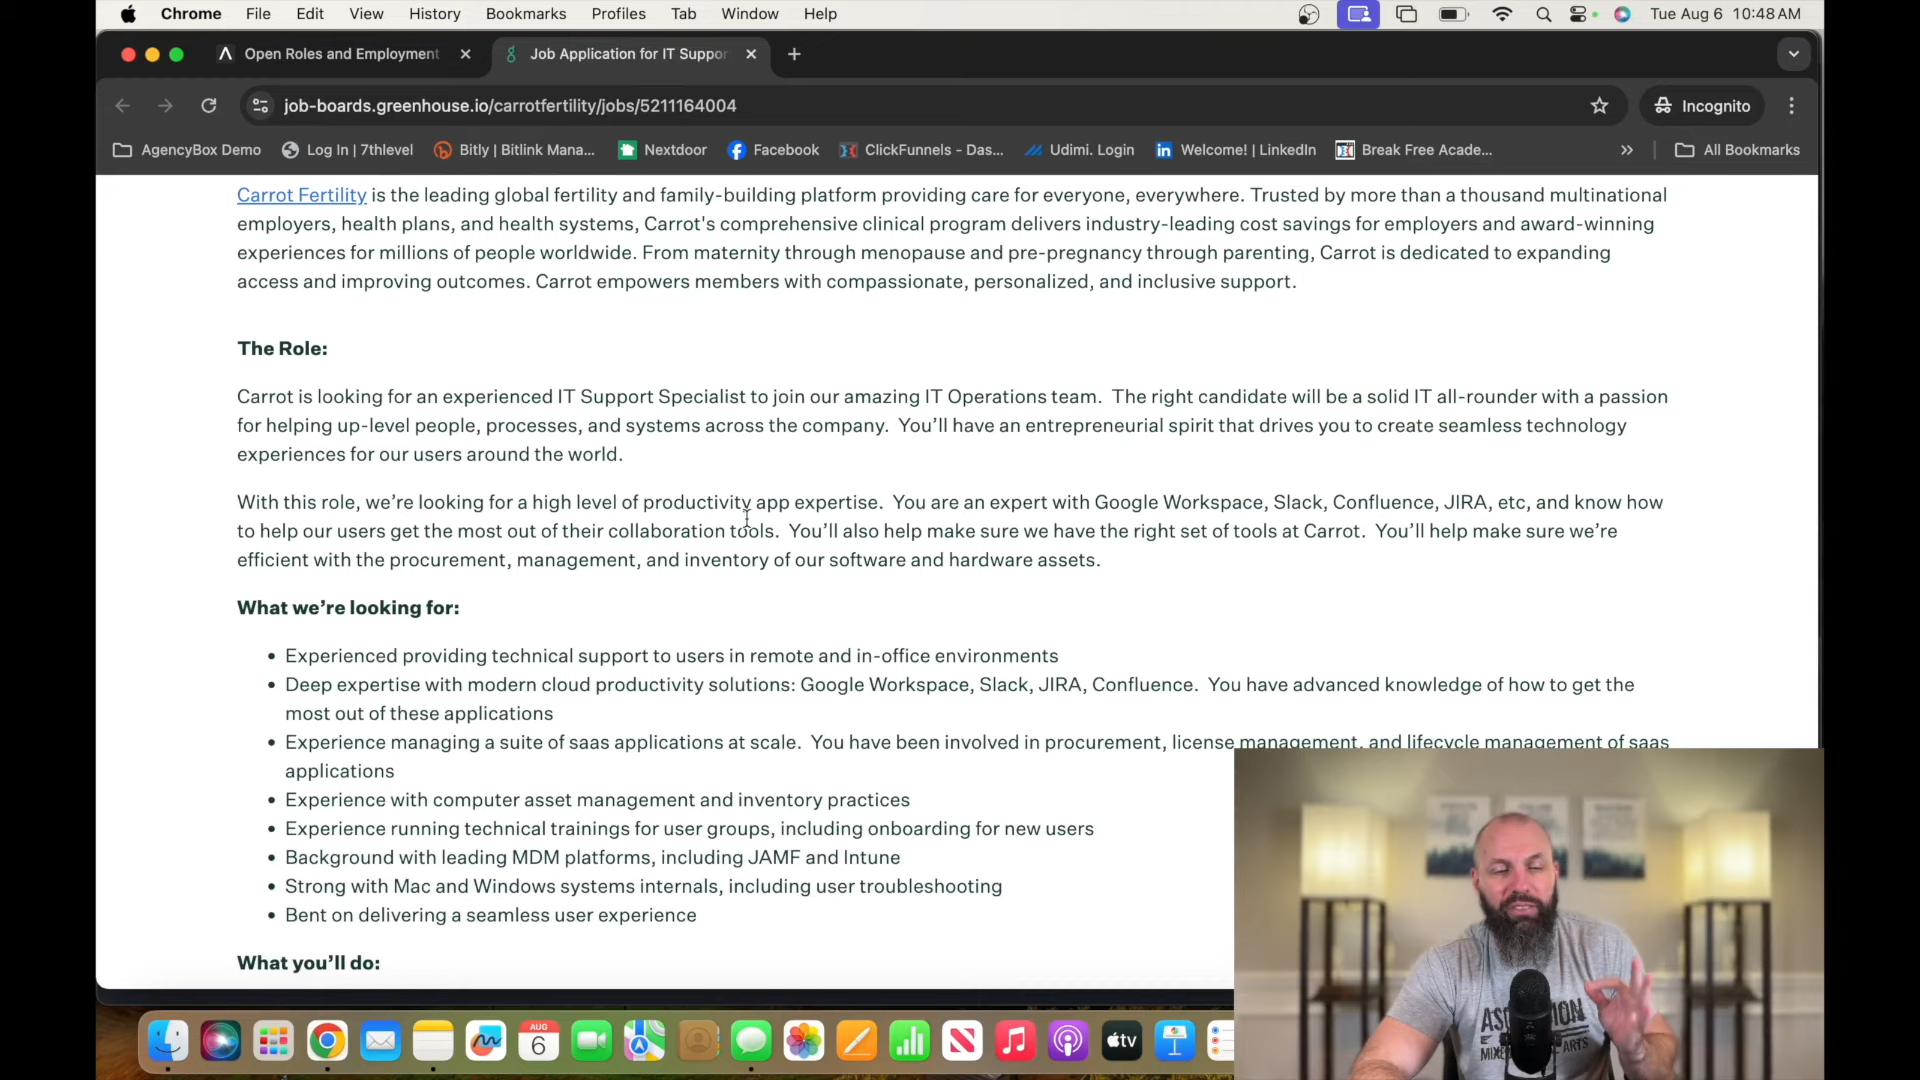 Chrome File Edit View History Bookmarks Profiles Tab Window Help Tue Aug 6 10:48 AM
Open Roles and Employment Job Application for IT Suppor
job-boards.greenhouse.io/carrotfertility/jobs/5211164004 Incognito
AgencyBox Demo Log In | 7thlevel Bitly | Bitlink Mana... Nextdoor Facebook ClickFunnels - Das... Udimi. Login Welcome! | LinkedIn Break Free Acade... All Bookmarks
Carrot Fertility is the leading global fertility and family-building platform providing care for everyone, everywhere. Trusted by more than a thousand multinational
employers, health plans, and health systems, Carrot's comprehensive clinical program delivers industry-leading cost savings for employers and award-winning
experiences for millions of people worldwide. From maternity through menopause and pre-pregnancy through parenting, Carrot is dedicated to expanding
access and improving outcomes. Carrot empowers members with compassionate, personalized, and inclusive support.
The Role:
Carrot is looking for an experienced IT Support Specialist to join our amazing IT Operations team. The right candidate will be a solid IT all-rounder with a passion
for helping up-level people, processes, and systems across the company. You'll have an entrepreneurial spirit that drives you to create seamless technology
experiences for our users around the world.
With this role, we're looking for a high level of productivity app expertise. You are an expert with Google Workspace, Slack, Confluence, JIRA, etc, and know how
to help our users get the most out of their collaboration tools. You'll also help make sure we have the right set of tools at Carrot. You'll help make sure we're
efficient with the procurement, management, and inventory of our software and hardware assets.
What we're looking for:
• Experienced providing technical support to users in remote and in-office environments
• Deep expertise with modern cloud productivity solutions: Google Workspace, Slack, JIRA, Confluence. You have advanced knowledge of how to get the
most out of these applications
• Experience managing a suite of saas applications at scale. You have been involved in procurement, license management, and lifecycle management of saas
applications
• Experience with computer asset management and inventory practices
• Experience running technical trainings for user groups, including onboarding for new users
• Background with leading MDM platforms, including JAMF and Intune
• Strong with Mac and Windows systems internals, including user troubleshooting
• Bent on delivering a seamless user experience
What you'll do:
AUG
6
tv